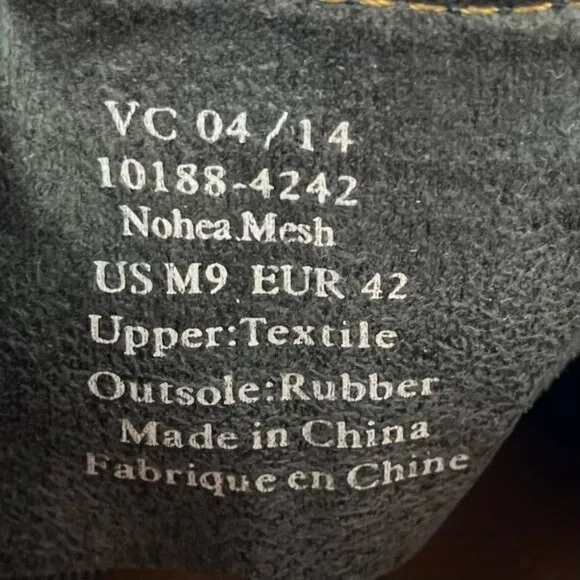 VC 04/14
10188-4242
Nohea Mesh
US M9 EUR 42
Upper:Textile
Outsole:Rubber
Made in China
Fabrique en Chine